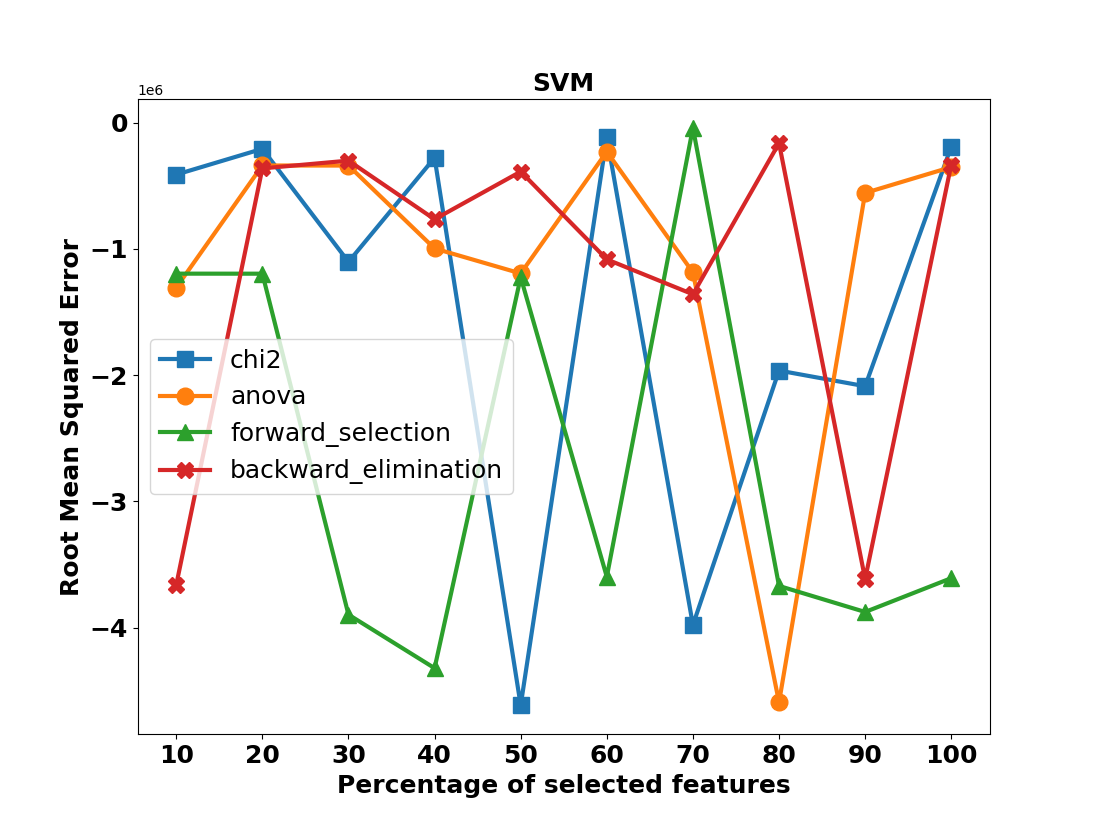 SVM
1e6
0
−1
−2
−3
−4
Root Mean Squared Error
chi2
anova
forward_selection
backward_elimination
10 20 30 40 50 60 70 80 90 100
Percentage of selected features